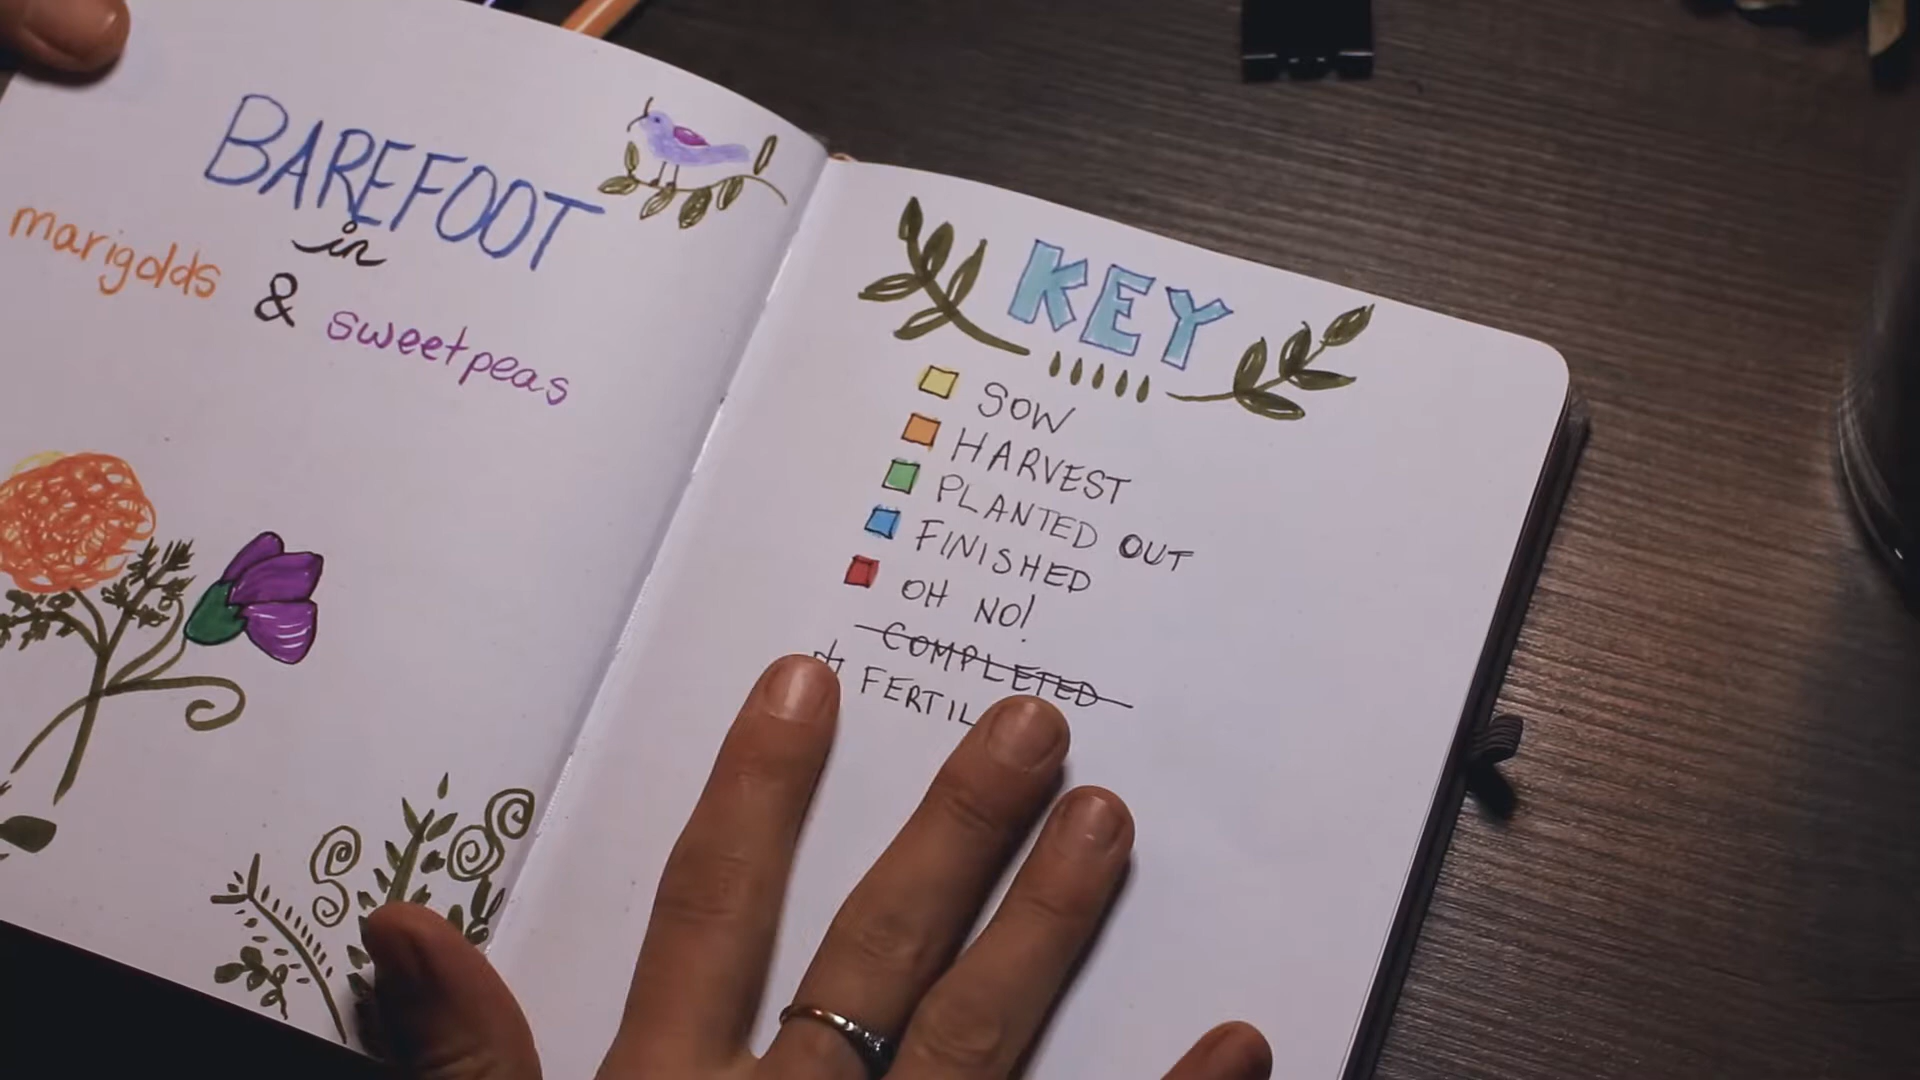 BAREFOOT
in
marigolds & sweetpeas
KEY
SOW
HARVEST
PLANTED OUT
FINISHED
OH NO!
COMPLETED